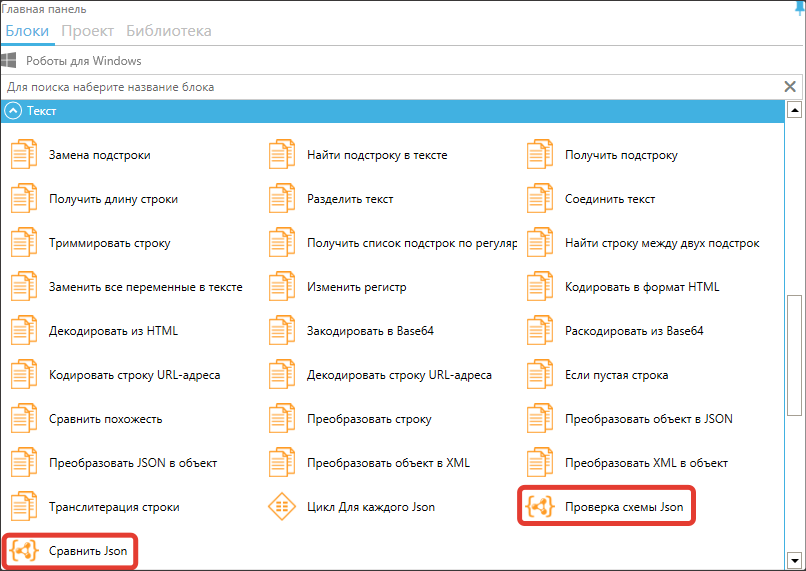 Главная панель
Блоки Проект Библиотека
Роботы для Windows
Для поиска наберите название блока
Текст
Замена подстроки Найти подстроку в тексте Получить подстроку
Получить длину строки Разделить текст Соединить текст
Триммировать строку Получить список подстрок по регуляр Найти строку между двух подстрок
Заменить все переменные в тексте Изменить регистр Кодировать в формат HTML
Декодировать из HTML Закодировать в Base64 Раскодировать из Base64
Кодировать строку URL-адреса Декодировать строку URL-адреса Если пустая строка
Сравнить похожесть Преобразовать строку Преобразовать объект в JSON
Преобразовать JSON в объект Преобразовать объект в XML Преобразовать XML в объект
Транслитерация строки Цикл Для каждого Json Проверка схемы Json
Сравнить Json